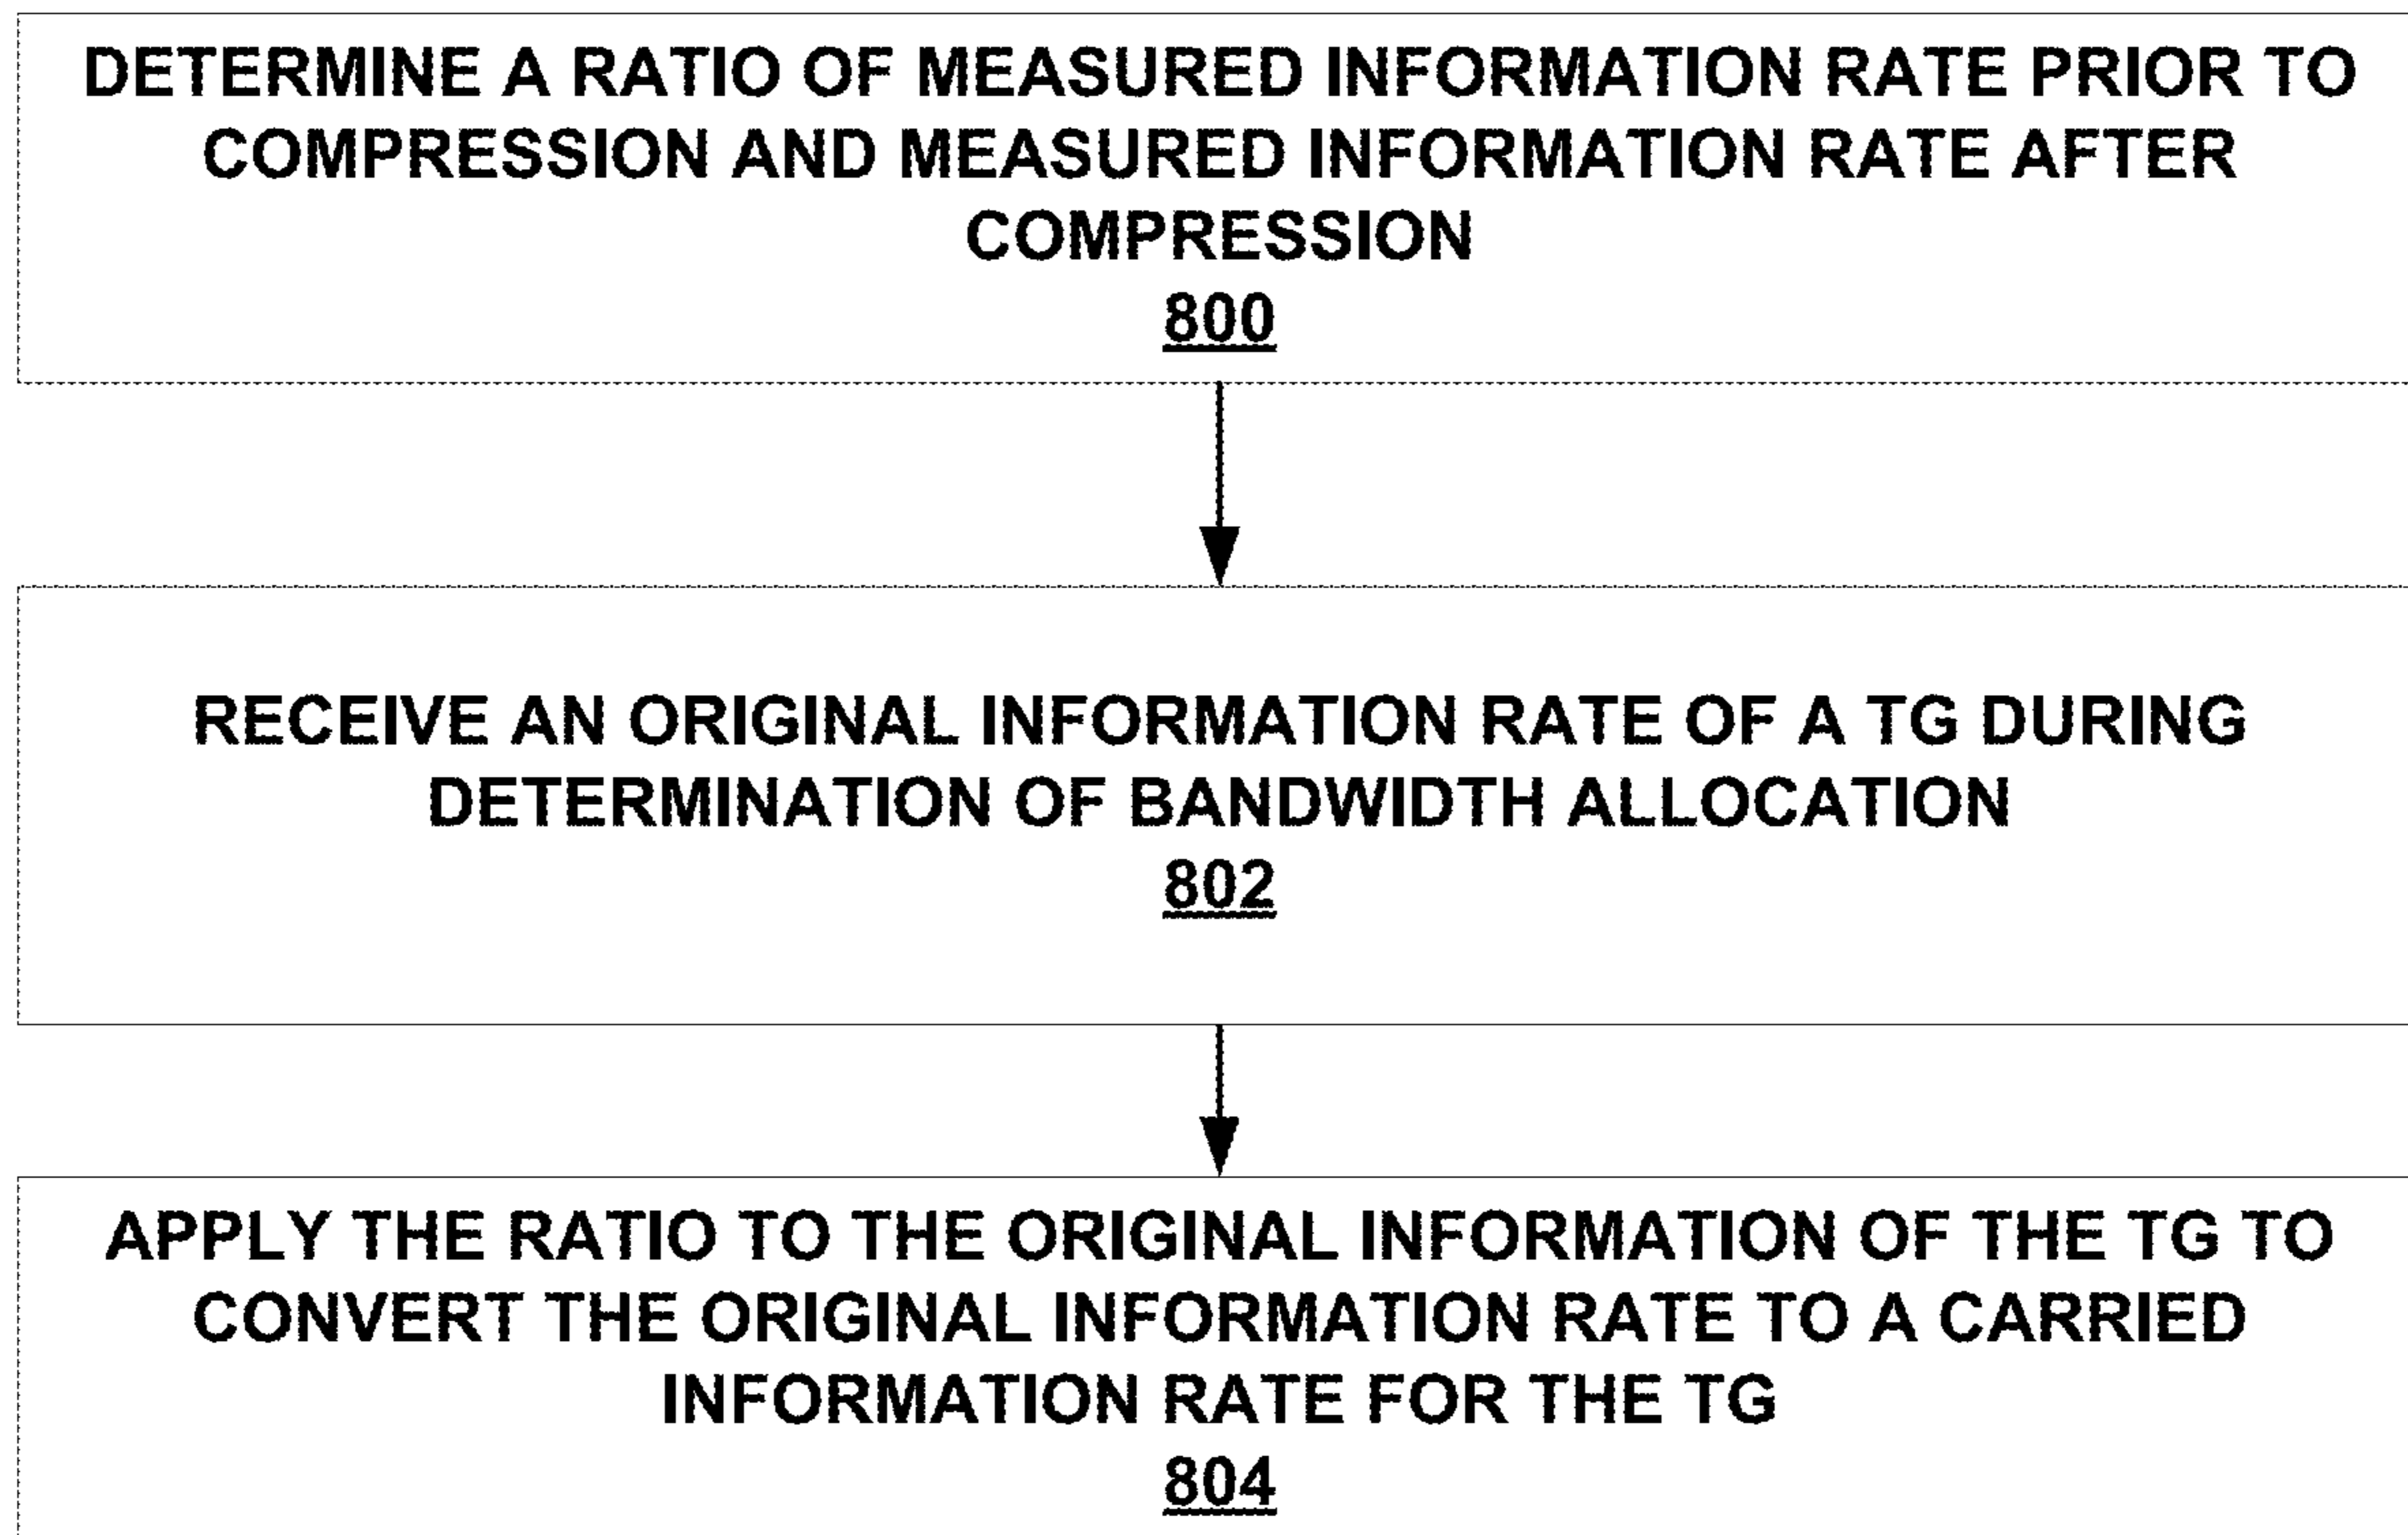 DETERMINE A RATIO OF MEASURED INFORMATION RATE PRIOR TO
COMPRESSION AND MEASURED INFORMATION RATE AFTER
COMPRESSION
800
RECEIVE AN ORIGINAL INFORMATION RATE OF A TG DURING
DETERMINATION OF BANDWIDTH ALLOCATION
802
APPLY THE RATIO TO THE ORIGINAL INFORMATION OF THE TG TO
CONVERT THE ORIGINAL INFORMATION RATE TO A CARRIED
INFORMATION RATE FOR THE TG
804